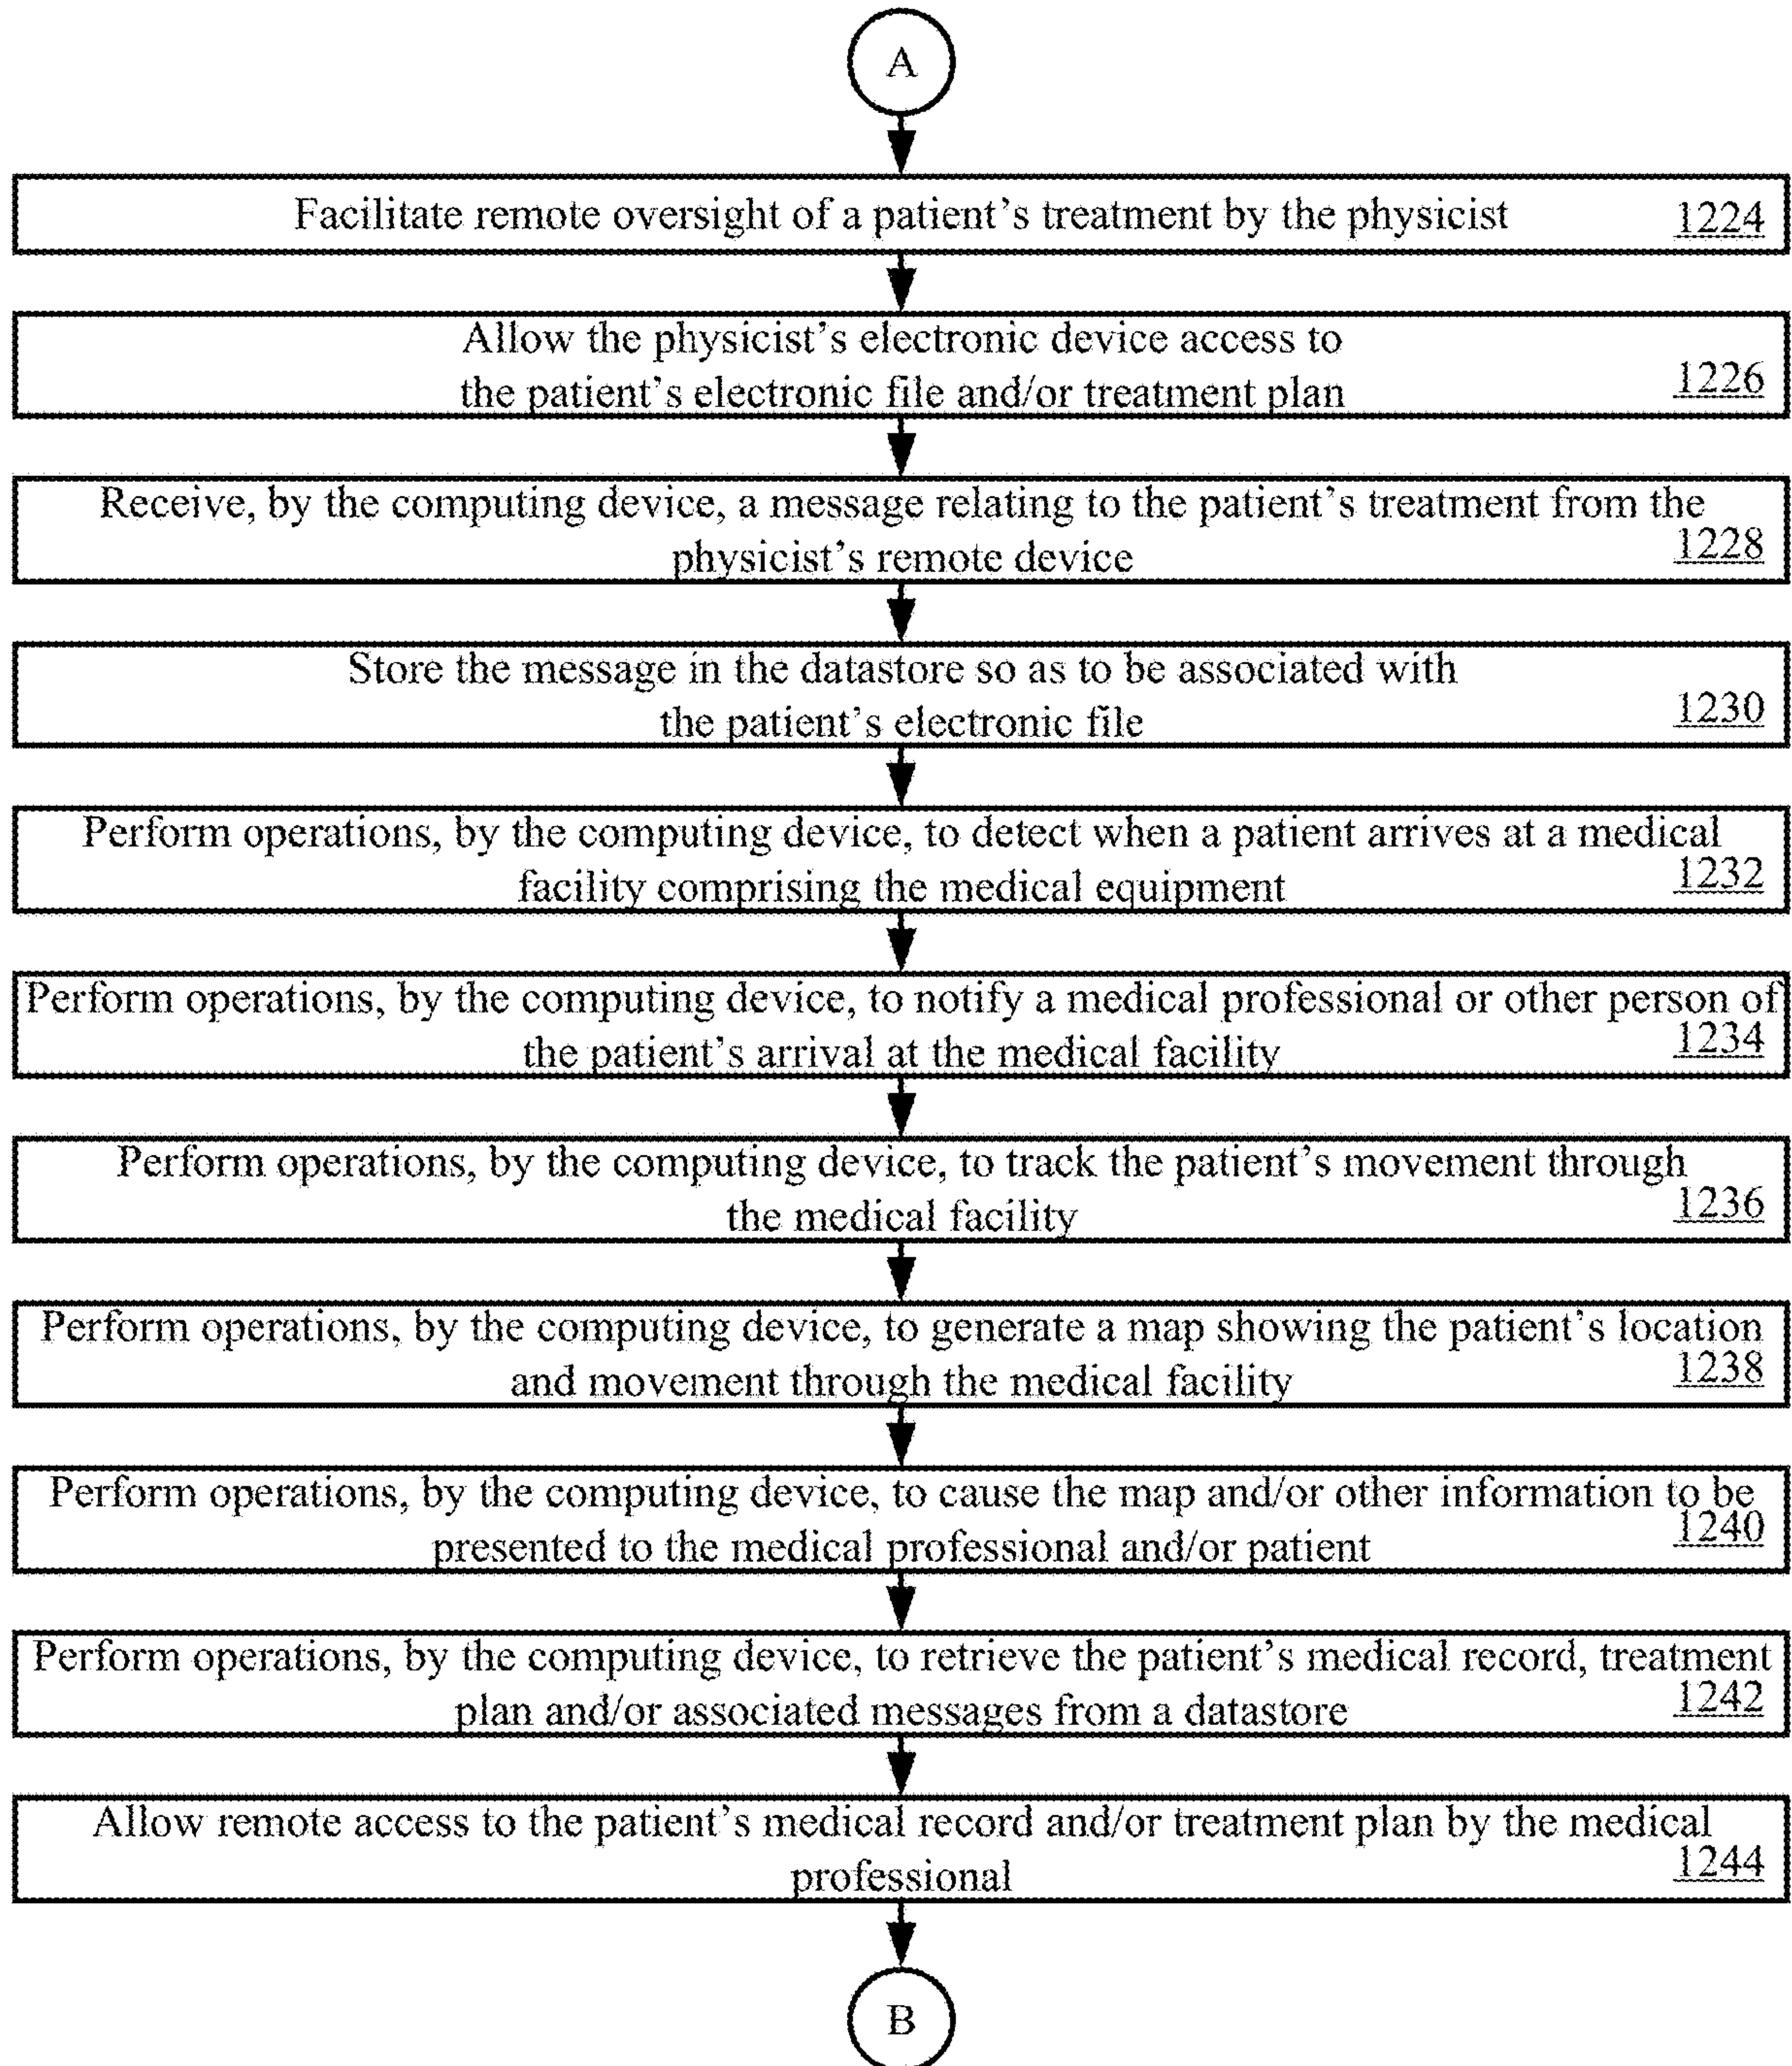 A
Facilitate remote oversight of a patient's treatment by the physicist
1224
Allow the physicist's electronic device access to
the patient's electronic file and/or treatment plan
1226
Receive, by the computing device, a message relating to the patient's treatment from the
physicist's remote device
1228
Store the message in the datastore so as to be associated with
the patient's electronic file
1230
Perform operations, by the computing device, to detect when a patient arrives at a medical
facility comprising the medical equipment
1232
Perform operations, by the computing device, to notify a medical professional or other person of
the patient's arrival at the medical facility
1234
Perform operations, by the computing device, to track the patient's movement through
the medical facility
1236
Perform operations, by the computing device, to generate a map showing the patient's location
and movement through the medical facility
1238
Perform operations, by the computing device, to cause the map and/or other information to be
presented to the medical professional and/or patient
1240
Perform operations, by the computing device, to retrieve the patient's medical record, treatment
plan and/or associated messages from a datastore
1242
Allow remote access to the patient's medical record and/or treatment plan by the medical
professional
1244
B